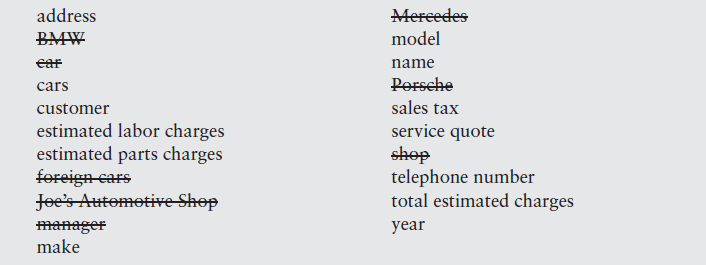 address
BMW
car
cars
customer
estimated labor charges
estimated parts charges
foreign cars
Joe's Automotive Shop
manager
make
Mercedes
model
name
Porsche
sales tax
service quote
shop
telephone number
total estimated charges
year